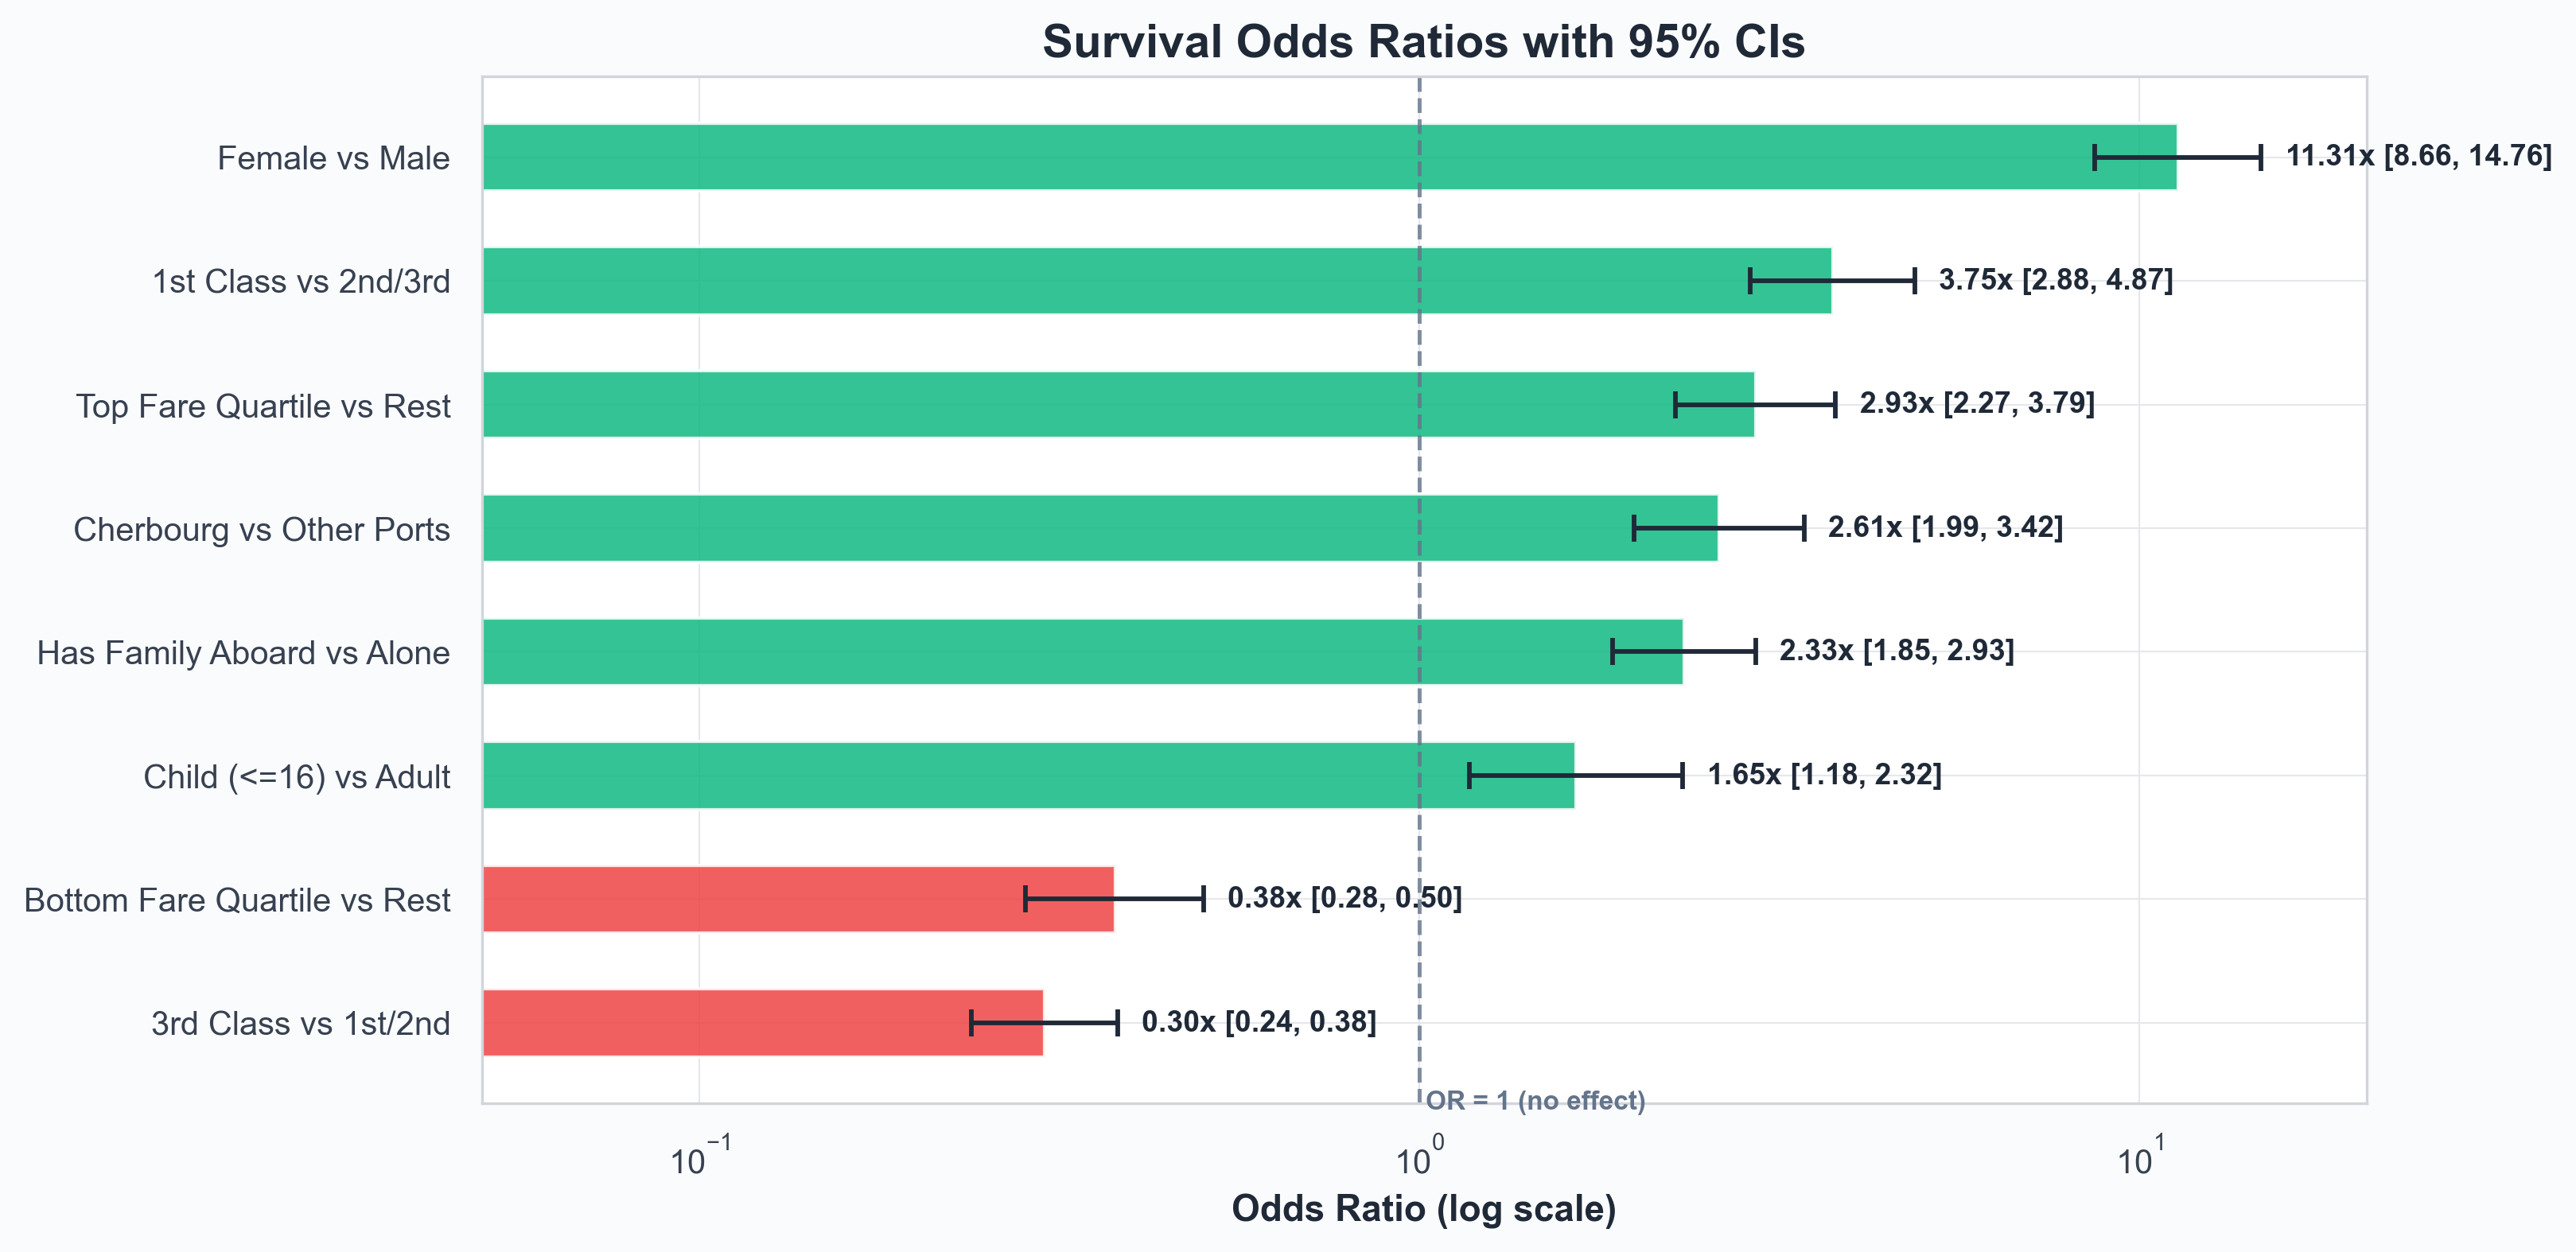 Survival Odds Ratios with 95% CIs
Female vs Male
11.31x [8.66, 14.76]
1st Class vs 2nd/3rd
3.75x [2.88, 4.87]
Top Fare Quartile vs Rest
2.93x [2.27, 3.79]
Cherbourg vs Other Ports
2.61x [1.99, 3.42]
Has Family Aboard vs Alone
2.33x [1.85, 2.93]
Child (<=16) vs Adult
1.65x [1.18, 2.32]
Bottom Fare Quartile vs Rest
0.38x [0.28, 0.50]
3rd Class vs 1st/2nd
0.30x [0.24, 0.38]
OR = 1 (no effect)
10⁻¹ 10⁰ 10¹
Odds Ratio (log scale)